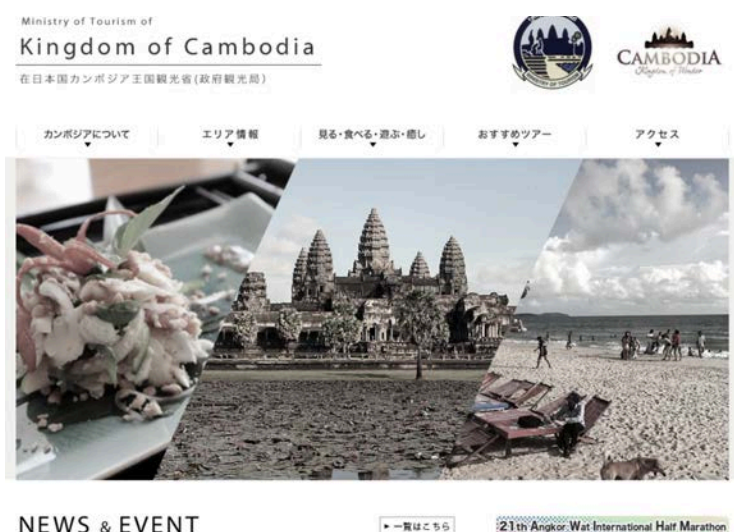 Ministry of Tourism of
Kingdom of Cambodia
在日本国カンボジア王国観光省(政府観光局)
MINISTRY OF TOURISM
CAMBODIA
Kingdom of Wonder
カンボジアについて
エリア情報
見る・食べる・遊ぶ・癒し
おすすめツアー
アクセス
NEWS & EVENT
一覧はこちら
21th Angkor Wat International Half Marathon